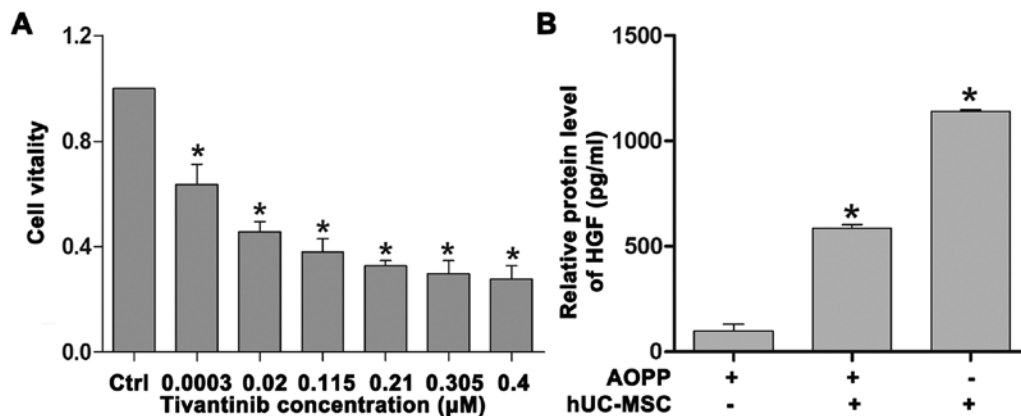 A
Cell vitality
1.2
0.8
0.4
0.0
* * * * * *
Ctrl 0.0003 0.02 0.115 0.21 0.305 0.4
Tivantinib concentration (μM)
B
Relative protein level
of HGF (pg/ml)
1500
1000
500
0
* *
AOPP + + -
hUC-MSC - + +